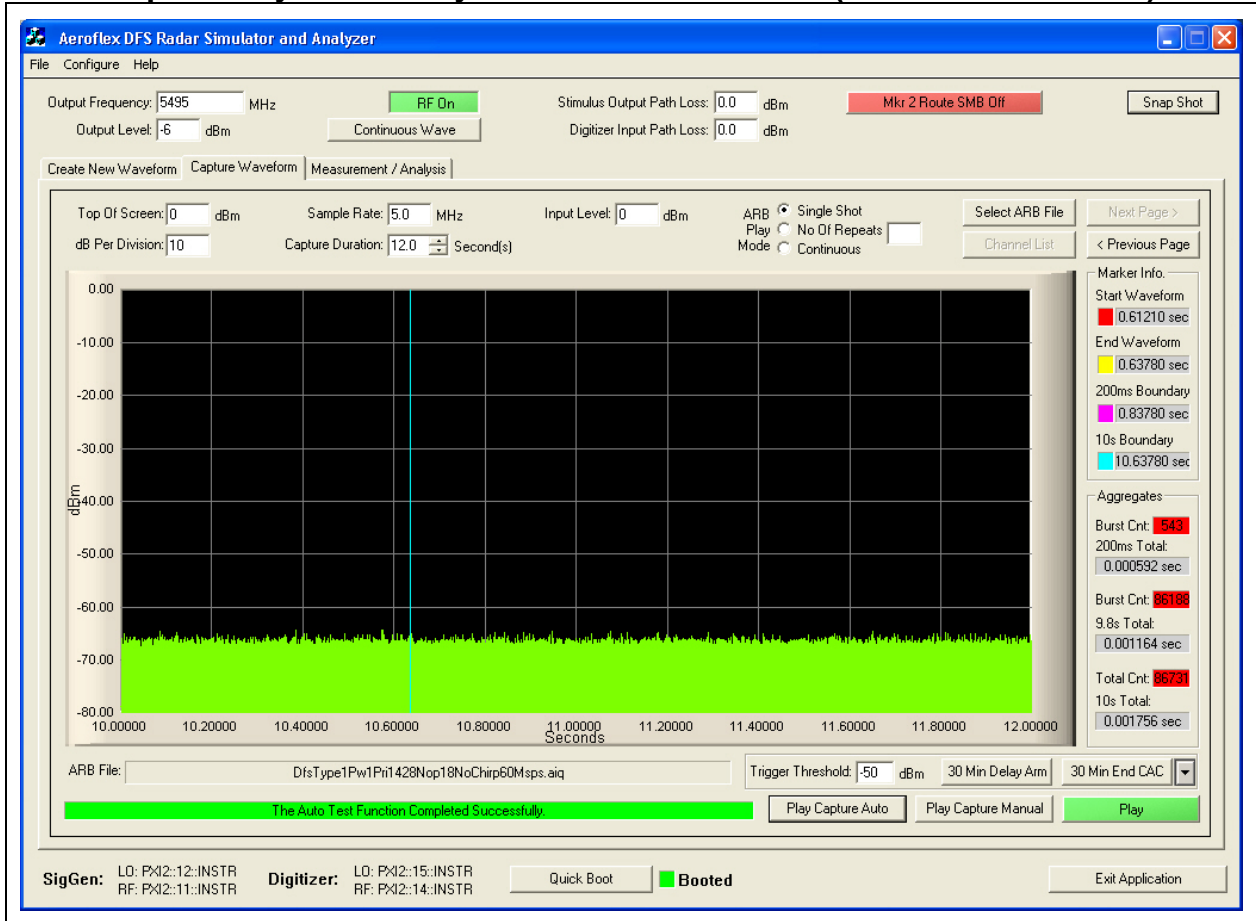 Aeroflex DFS Radar Simulator and Analyzer
File Configure Help
Output Frequency: 5495 MHz
RF On
Stimulus Output Path Loss: 0.0 dBm
Mkr 2 Route SMB Off
Snap Shot
Output Level: -6 dBm
Continuous Wave
Digitizer Input Path Loss: 0.0 dBm
Create New Waveform
Capture Waveform
Measurement / Analysis
Top Of Screen: 0 dBm
Sample Rate: 5.0 MHz
Input Level: 0 dBm
ARB Play Mode
Single Shot
No Of Repeats
Continuous
Select ARB File
Next Page >
dB Per Division: 10
Capture Duration: 12.0 Second(s)
Channel List
< Previous Page
0.00
-10.00
-20.00
-30.00
-40.00
-50.00
-60.00
-70.00
-80.00
dBm
10.00000 10.20000 10.40000 10.60000 10.80000 11.00000 11.20000 11.40000 11.60000 11.80000 12.00000
Seconds
Marker Info.
Start Waveform
0.61210 sec
End Waveform
0.63780 sec
200ms Boundary
0.83780 sec
10s Boundary
10.63780 sec
Aggregates
Burst Cnt: 543
200ms Total:
0.000592 sec
Burst Cnt: 86188
9.8s Total:
0.001164 sec
Total Cnt: 86731
10s Total:
0.001756 sec
ARB File: DfsType1Pw1Pri1428Nop18NoChirp60Msps.aiq
Trigger Threshold: -50 dBm
30 Min Delay Arm
30 Min End CAC
The Auto Test Function Completed Successfully.
Play Capture Auto
Play Capture Manual
Play
SigGen: LO: PXI2::12::INSTR
RF: PXI2::11::INSTR
Digitizer: LO: PXI2::15::INSTR
RF: PXI2::14::INSTR
Quick Boot
Booted
Exit Application